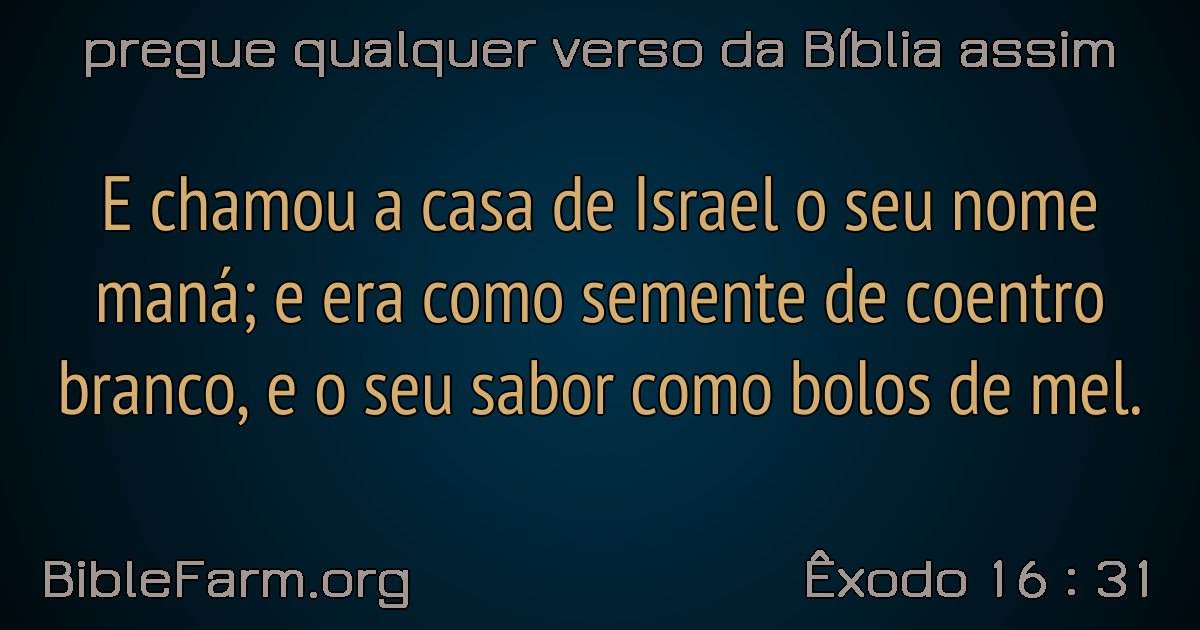 pregue qualquer verso da Bíblia assim
E chamou a casa de Israel o seu nome
maná; e era como semente de coentro
branco, e o seu sabor como bolos de mel.
BibleFarm.org
Êxodo 16 : 31